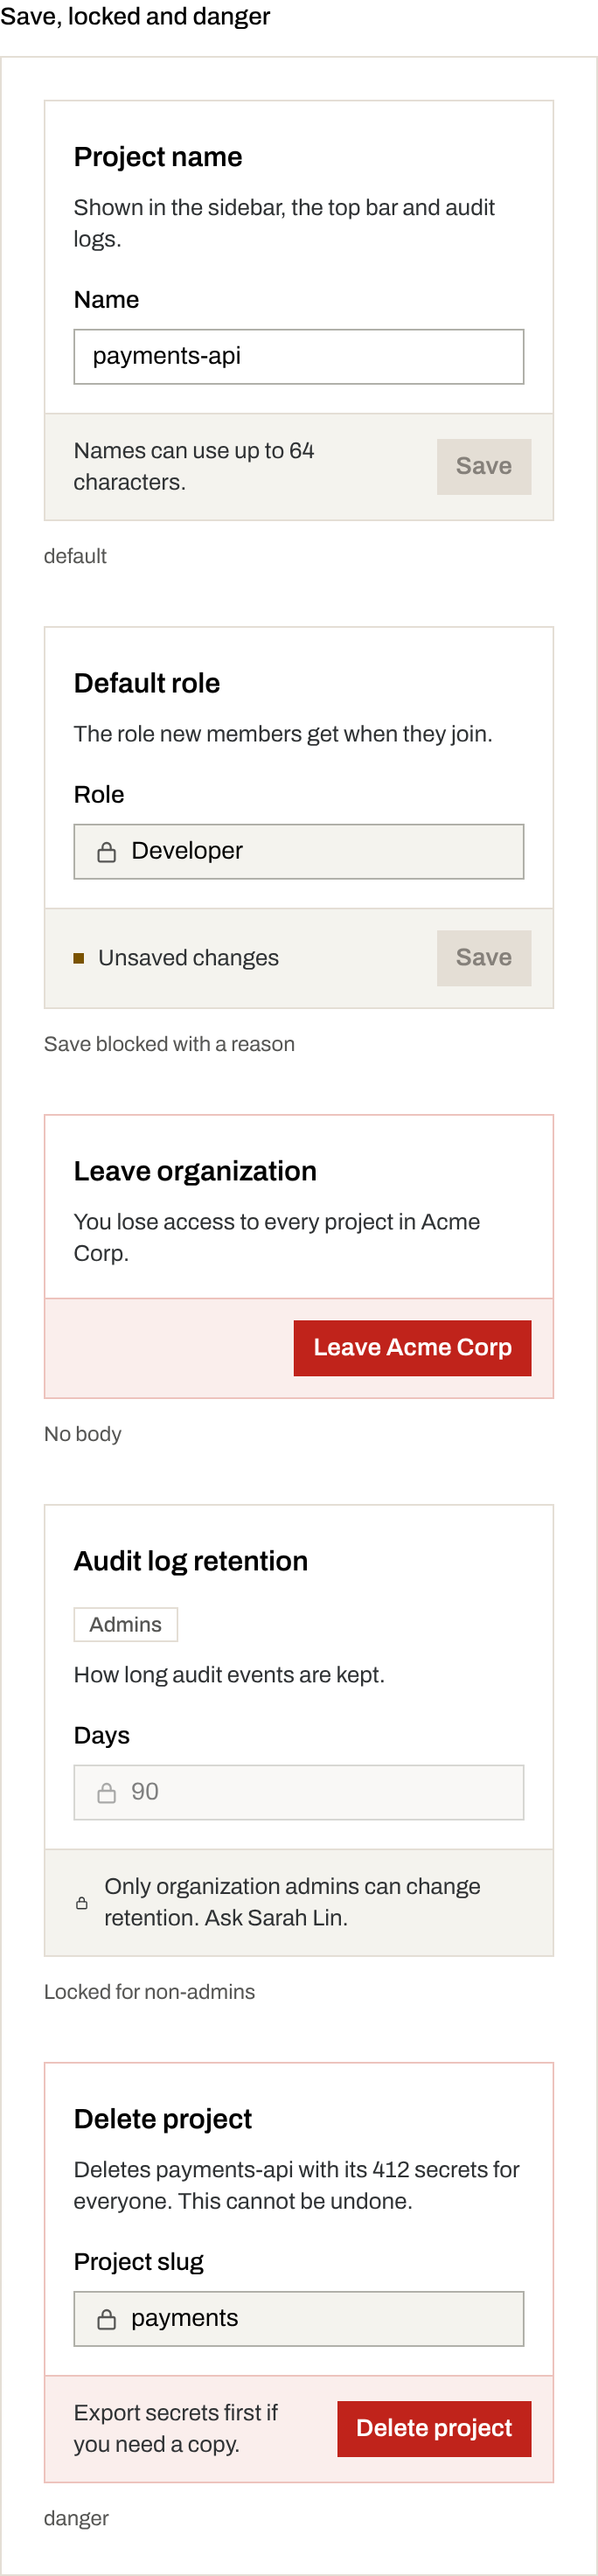 Save, locked and danger
Project name
Shown in the sidebar, the top bar and audit
logs.
Name
payments-api
Names can use up to 64
characters.
Save
default
Default role
The role new members get when they join.
Role
Developer
Unsaved changes
Save
Save blocked with a reason
Leave organization
You lose access to every project in Acme
Corp.
Leave Acme Corp
No body
Audit log retention
Admins
How long audit events are kept.
Days
90
Only organization admins can change
retention. Ask Sarah Lin.
Locked for non-admins
Delete project
Deletes payments-api with its 412 secrets for
everyone. This cannot be undone.
Project slug
payments
Export secrets first if
you need a copy.
Delete project
danger